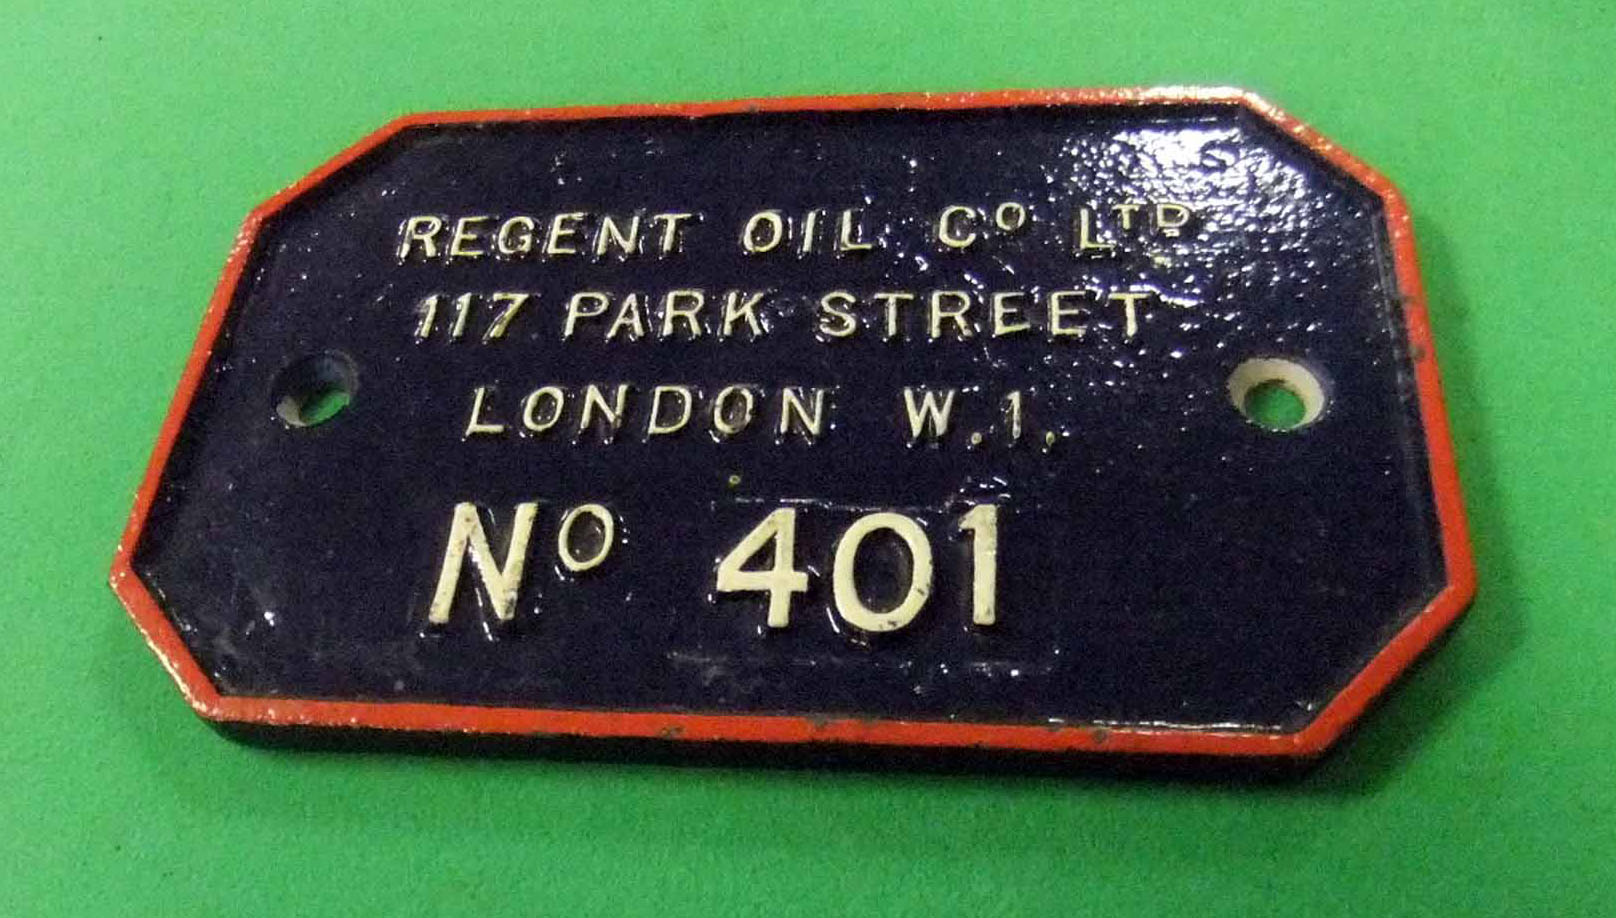 REGENT OIL Cº LTD
117 PARK STREET
LONDON W.1.
Nº 401